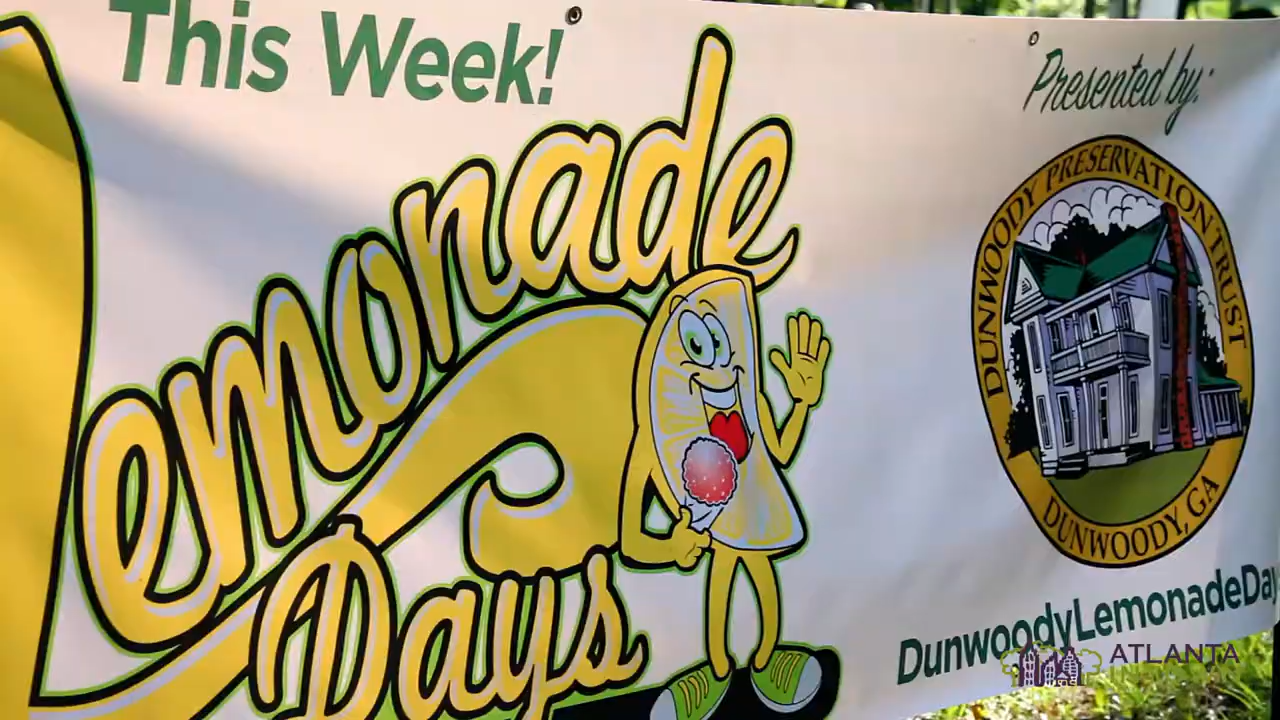 This Week!
Lemonade
Days
Presented by:
DUNWOODY PRESERVATION TRUST
DUNWOODY, GA
DunwoodyLemonadeDay
ATLANTA